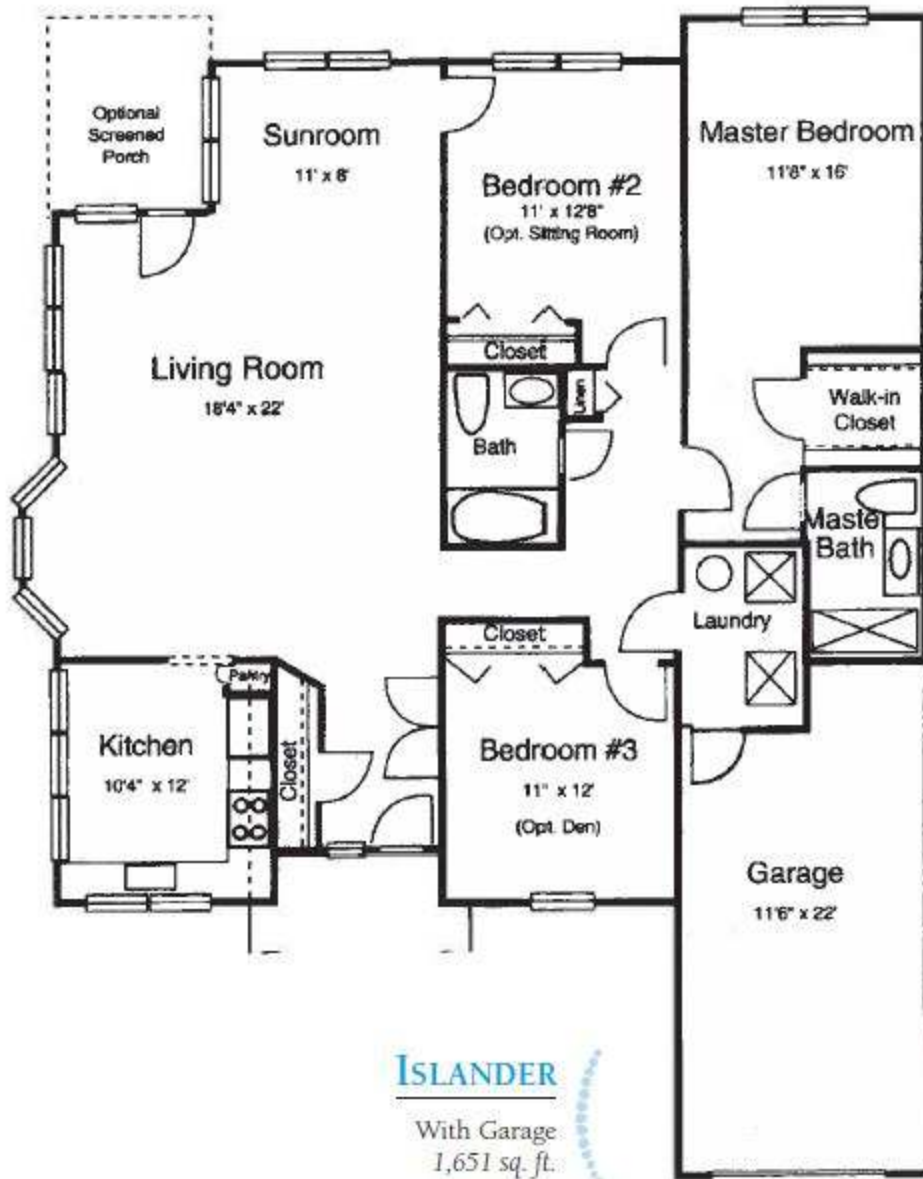 Optional
Screened
Porch
Sunroom
11' x 8'
Bedroom #2
11' x 12'8"
(Opt. Sitting Room)
Master Bedroom
11'8" x 16'
Living Room
18'4" x 22'
Closet
Linen
Bath
Walk-in
Closet
Master
Bath
Laundry
Closet
Pantry
Kitchen
10'4" x 12'
Closet
Bedroom #3
11" x 12'
(Opt. Den)
Garage
11'6" x 22'
ISLANDER
With Garage
1,651 sq. ft.